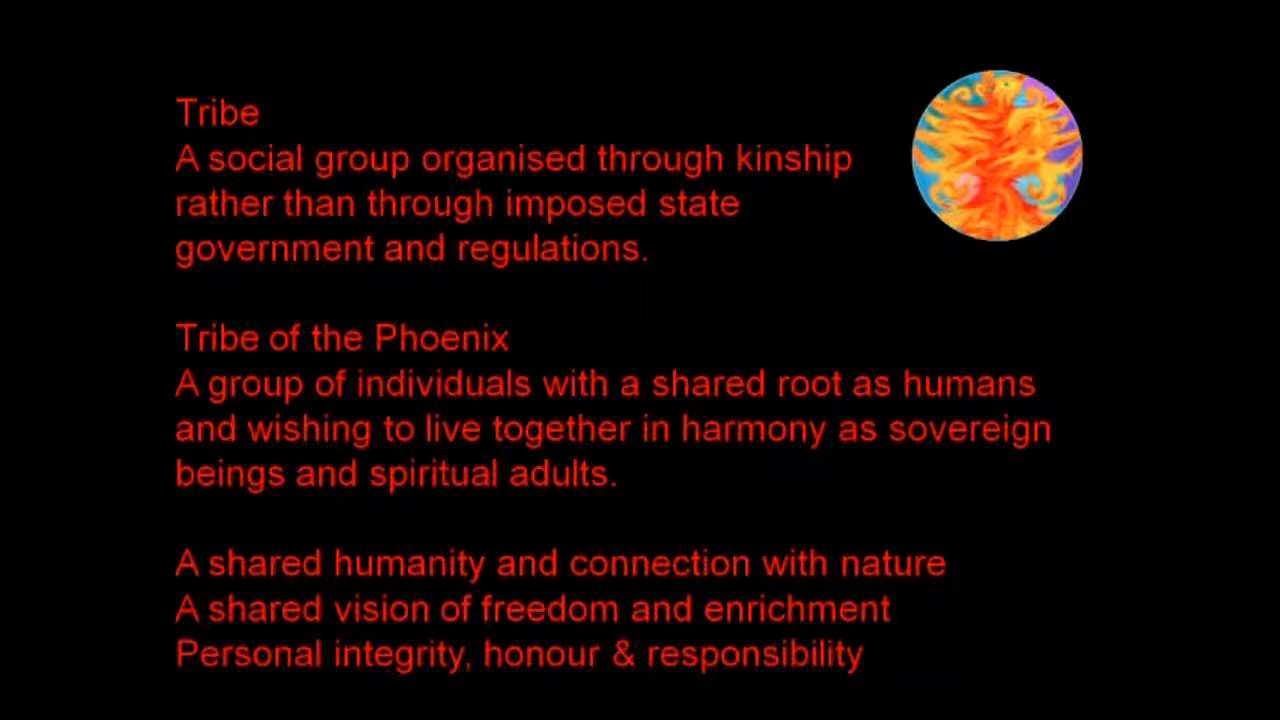 Tribe
A social group organised through kinship
rather than through imposed state
government and regulations.
Tribe of the Phoenix
A group of individuals with a shared root as humans
and wishing to live together in harmony as sovereign
beings and spiritual adults.
A shared humanity and connection with nature
A shared vision of freedom and enrichment
Personal integrity, honour & responsibility